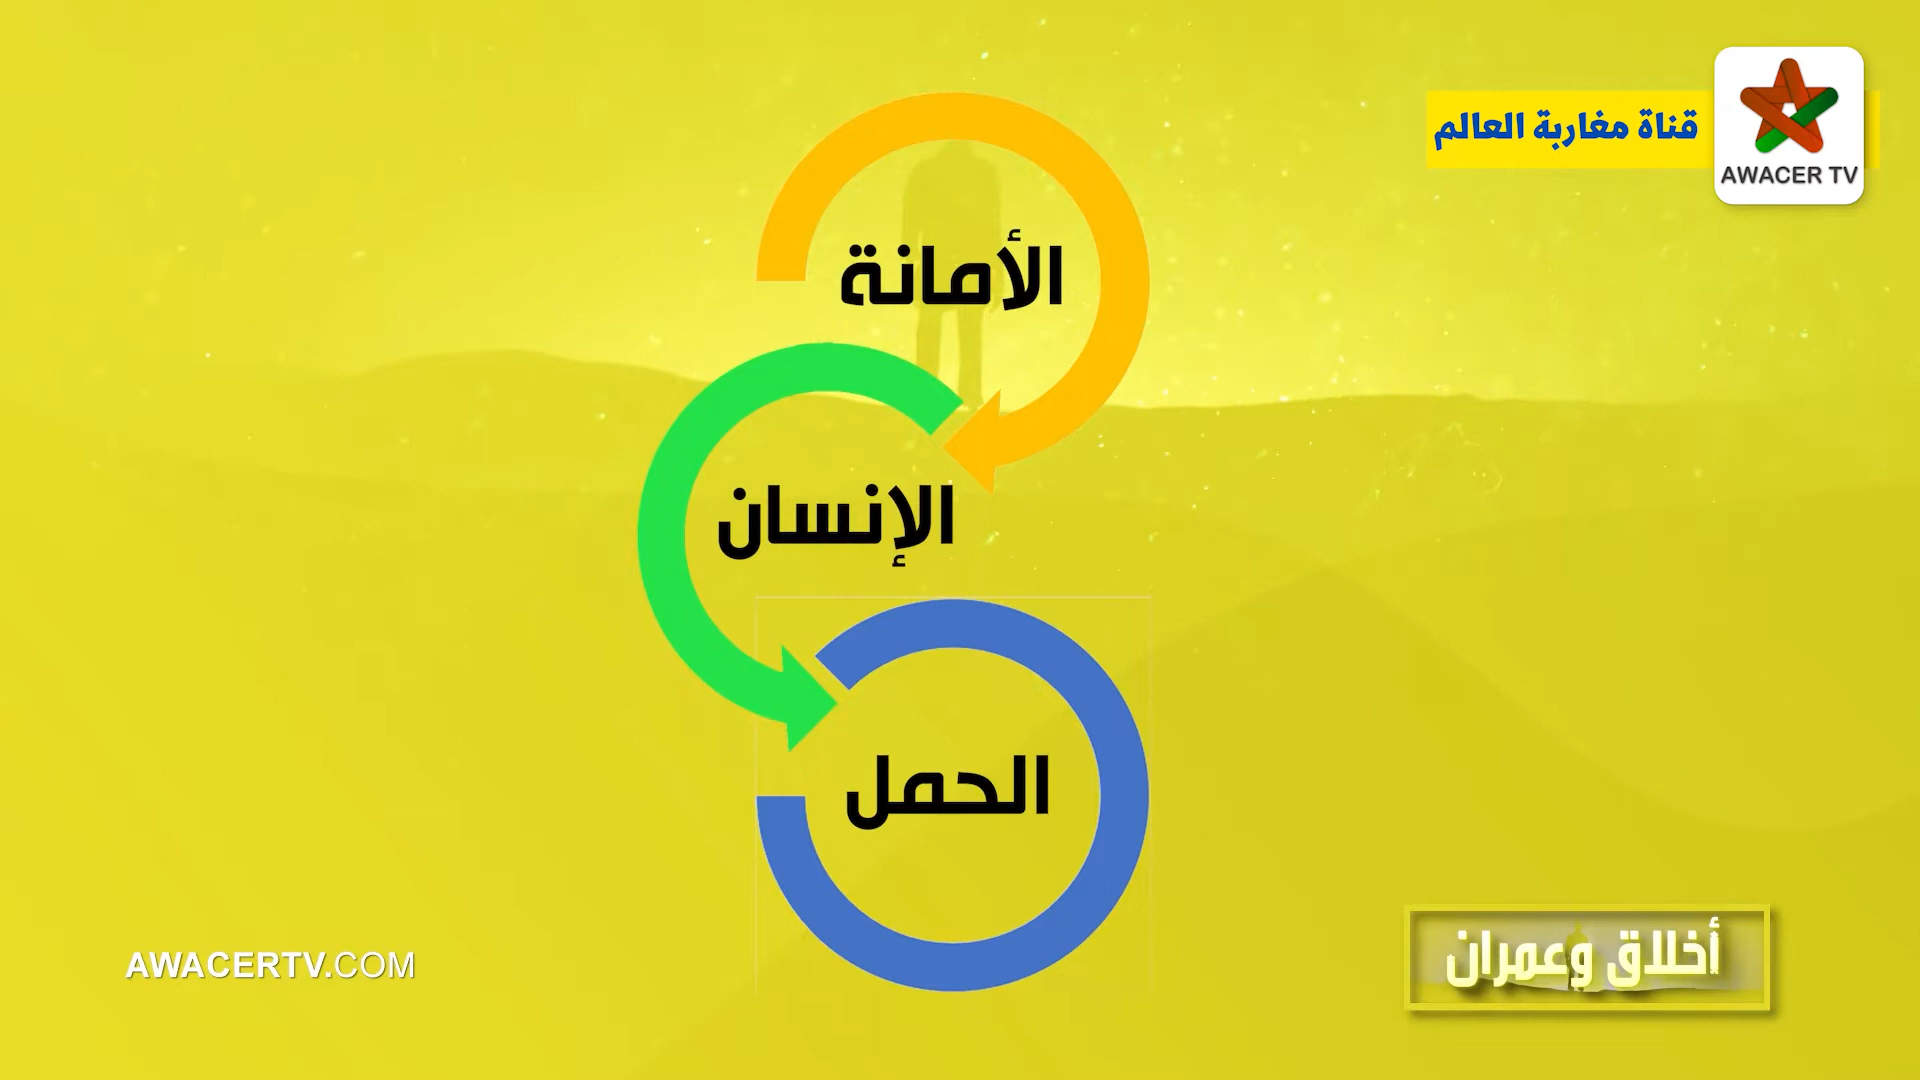 قناة مغاربة العالم
AWACER TV
الأمانة
الإنسان
الحمل
AWACERTV.COM
أخلاق وعمران